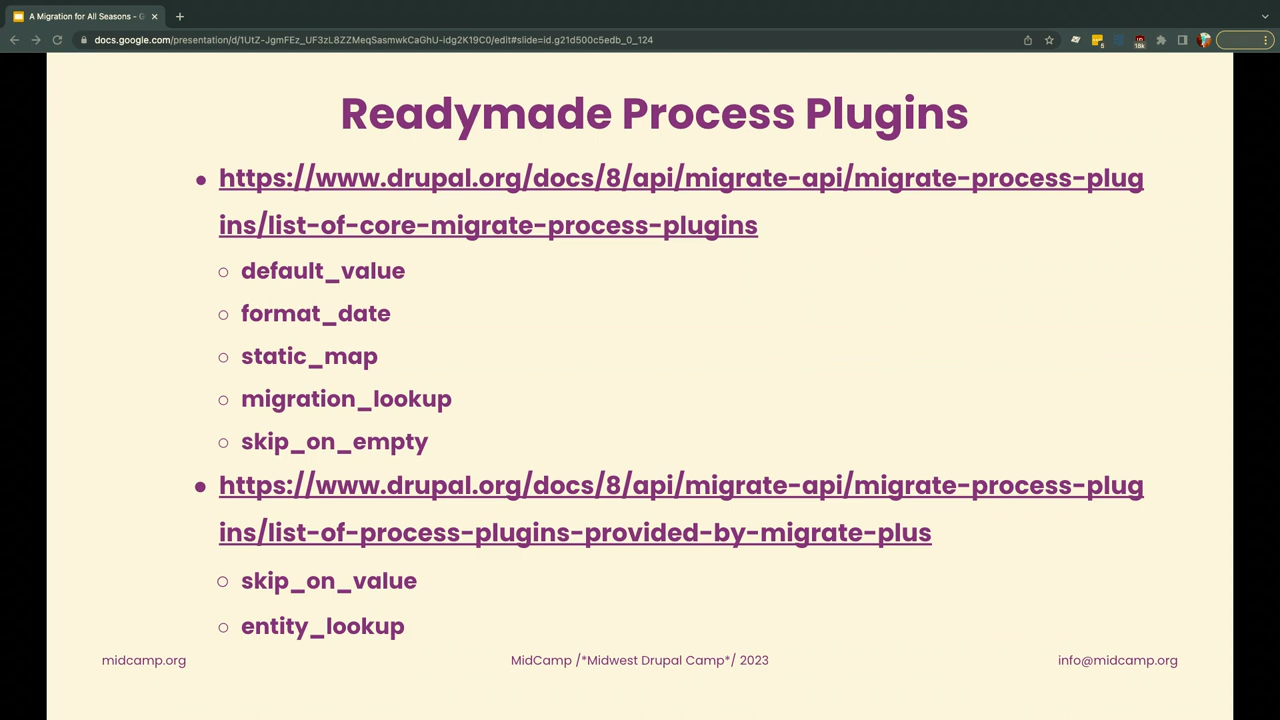 A Migration for All Seasons - G
docs.google.com/presentation/d/1UtZ-JgmFEz_UF3zL8ZZMeqSasmwkCaGhU-idg2K19C0/edit#slide=id.g21d500c5edb_0_124
Readymade Process Plugins
● https://www.drupal.org/docs/8/api/migrate-api/migrate-process-plug
ins/list-of-core-migrate-process-plugins
○ default_value
○ format_date
○ static_map
○ migration_lookup
○ skip_on_empty
● https://www.drupal.org/docs/8/api/migrate-api/migrate-process-plug
ins/list-of-process-plugins-provided-by-migrate-plus
○ skip_on_value
○ entity_lookup
midcamp.org MidCamp /*Midwest Drupal Camp*/ 2023 info@midcamp.org